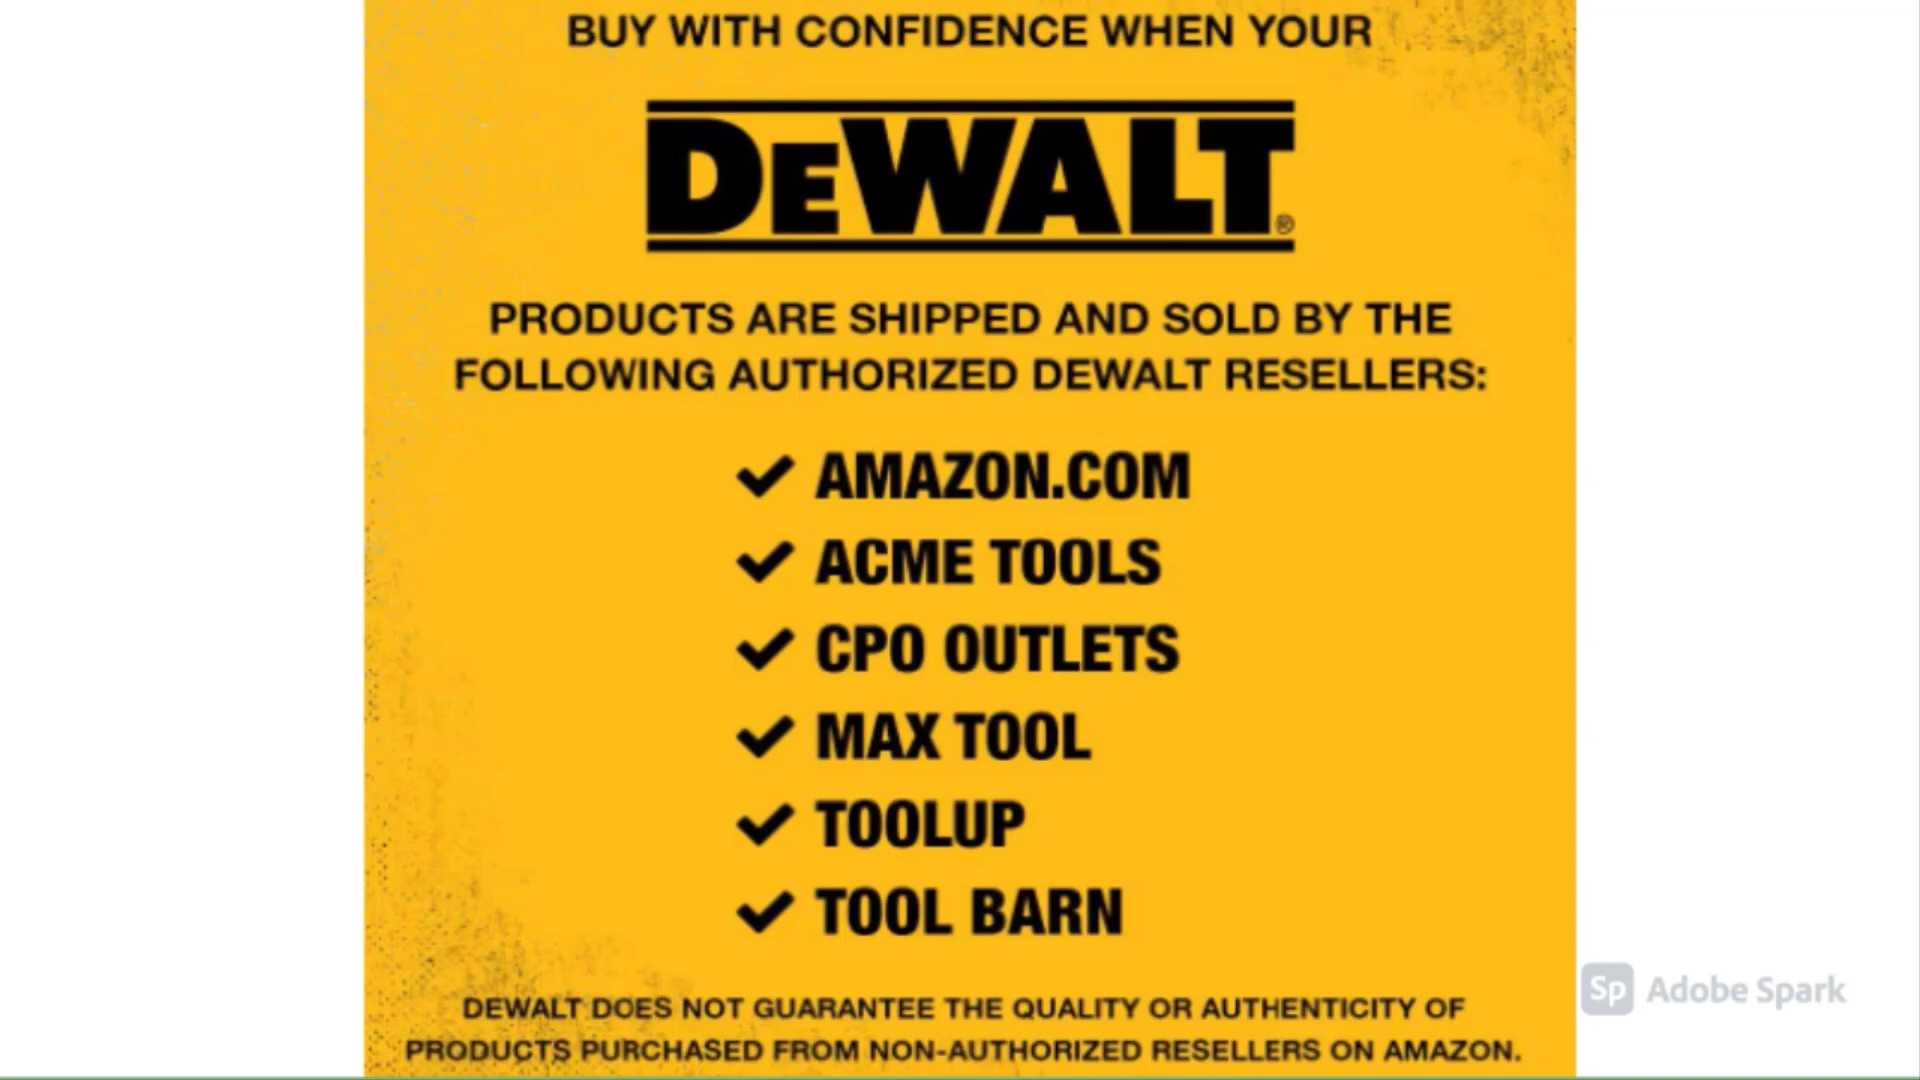 BUY WITH CONFIDENCE WHEN YOUR
DEWALT®
PRODUCTS ARE SHIPPED AND SOLD BY THE
FOLLOWING AUTHORIZED DEWALT RESELLERS:
AMAZON.COM
ACME TOOLS
CPO OUTLETS
MAX TOOL
TOOLUP
TOOL BARN
DEWALT DOES NOT GUARANTEE THE QUALITY OR AUTHENTICITY OF
PRODUCTS PURCHASED FROM NON-AUTHORIZED RESELLERS ON AMAZON.
Sp Adobe Spark